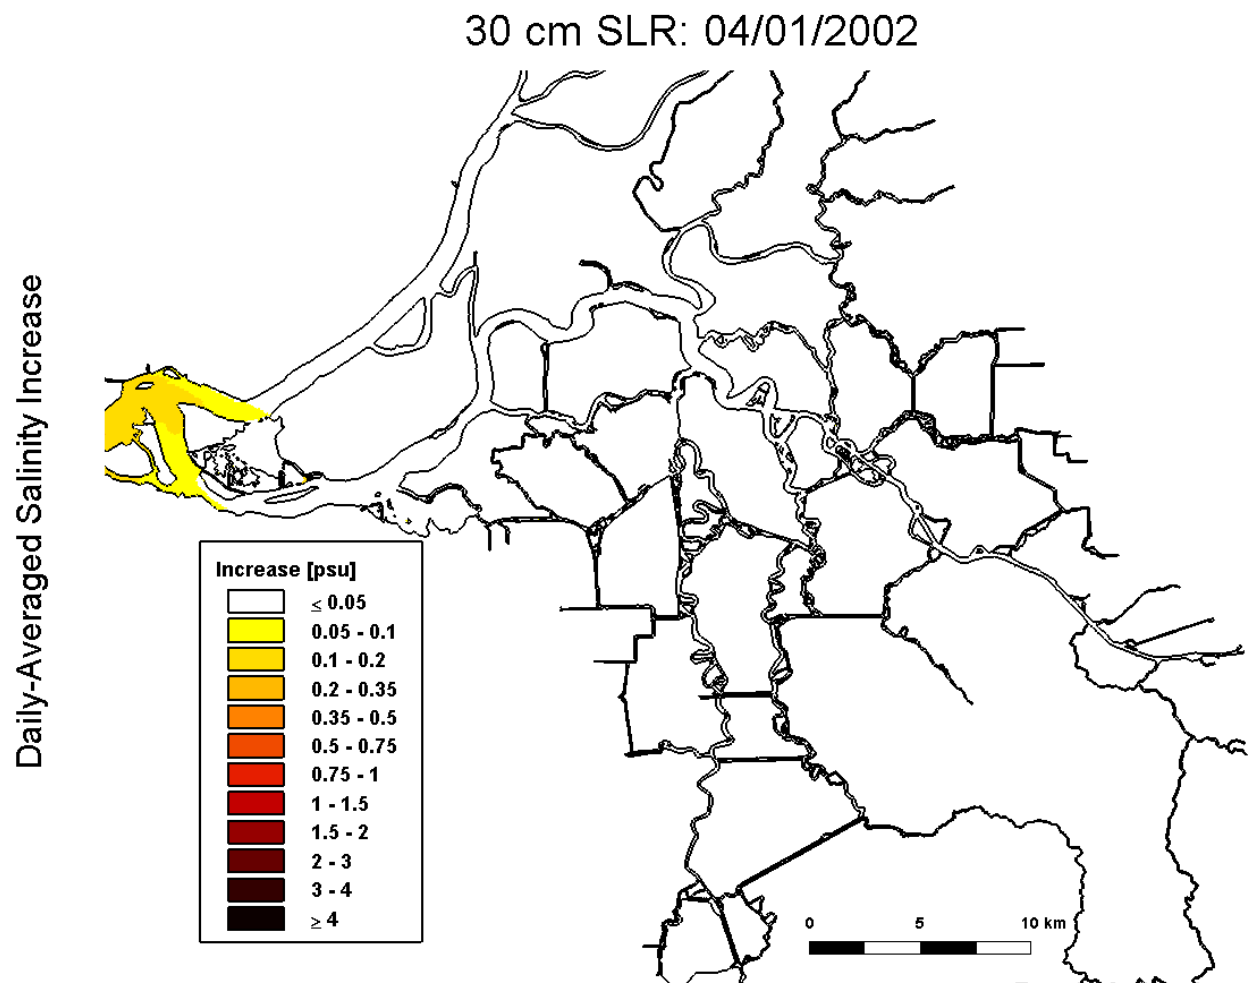 30 cm SLR: 04/01/2002
Daily-Averaged Salinity Increase
Increase [psu]
≤ 0.05
0.05 - 0.1
0.1 - 0.2
0.2 - 0.35
0.35 - 0.5
0.5 - 0.75
0.75 - 1
1 - 1.5
1.5 - 2
2 - 3
3 - 4
≥ 4
0 5 10 km